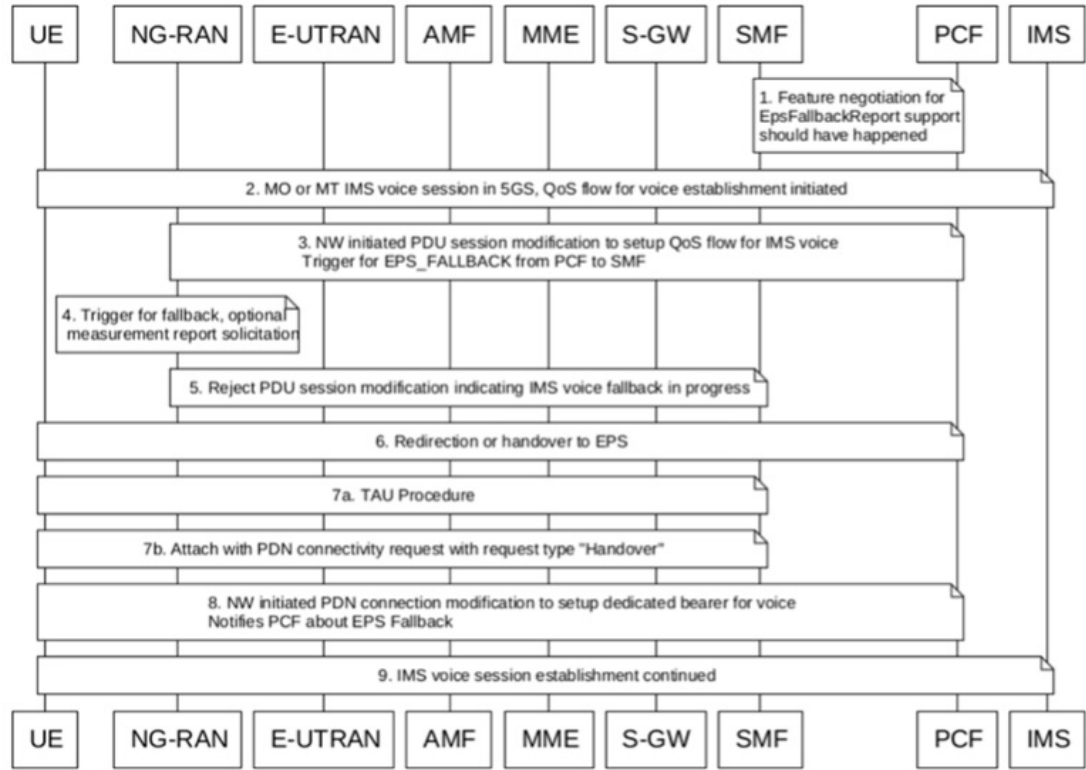 UE NG-RAN E-UTRAN AMF MME S-GW SMF PCF IMS
1. Feature negotiation for
EpsFallbackReport support
should have happened
2. MO or MT IMS voice session in 5GS, QoS flow for voice establishment initiated
3. NW initiated PDU session modification to setup QoS flow for IMS voice
Trigger for EPS_FALLBACK from PCF to SMF
4. Trigger for fallback, optional
measurement report solicitation
5. Reject PDU session modification indicating IMS voice fallback in progress
6. Redirection or handover to EPS
7a. TAU Procedure
7b. Attach with PDN connectivity request with request type "Handover"
8. NW initiated PDN connection modification to setup dedicated bearer for voice
Notifies PCF about EPS Fallback
9. IMS voice session establishment continued
UE NG-RAN E-UTRAN AMF MME S-GW SMF PCF IMS